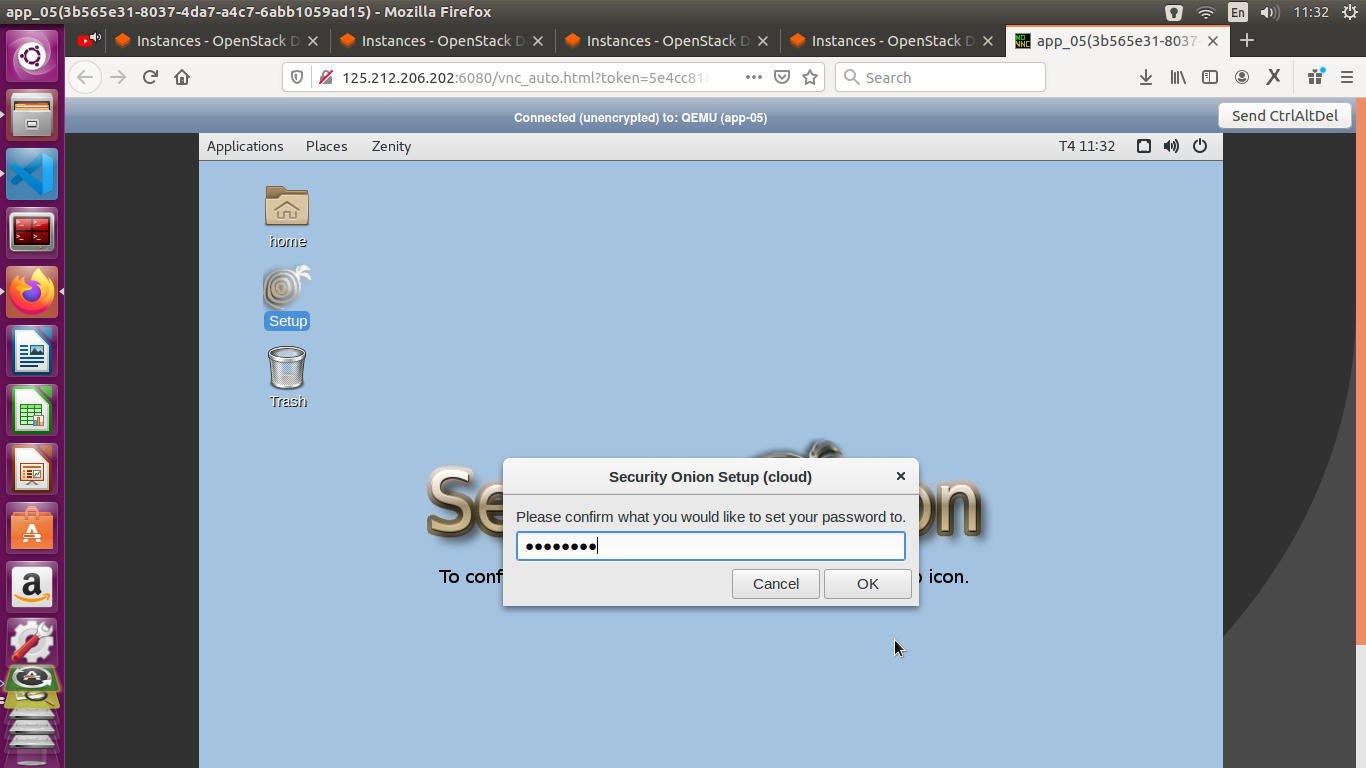 app_05(3b565e31-8037-4da7-a4c7-6abb1059ad15) - Mozilla Firefox
En
11:32
Instances - OpenStack D
Instances - OpenStack D
Instances - OpenStack D
Instances - OpenStack D
app_05(3b565e31-8037-
125.212.206.202:6080/vnc_auto.html?token=5e4cc81
Search
Connected (unencrypted) to: QEMU (app-05)
Send CtrlAltDel
Applications
Places
Zenity
T4 11:32
home
Setup
Trash
Se
on
Security Onion Setup (cloud)
Please confirm what you would like to set your password to.
●●●●●●●●
Cancel
OK
To conf
icon.